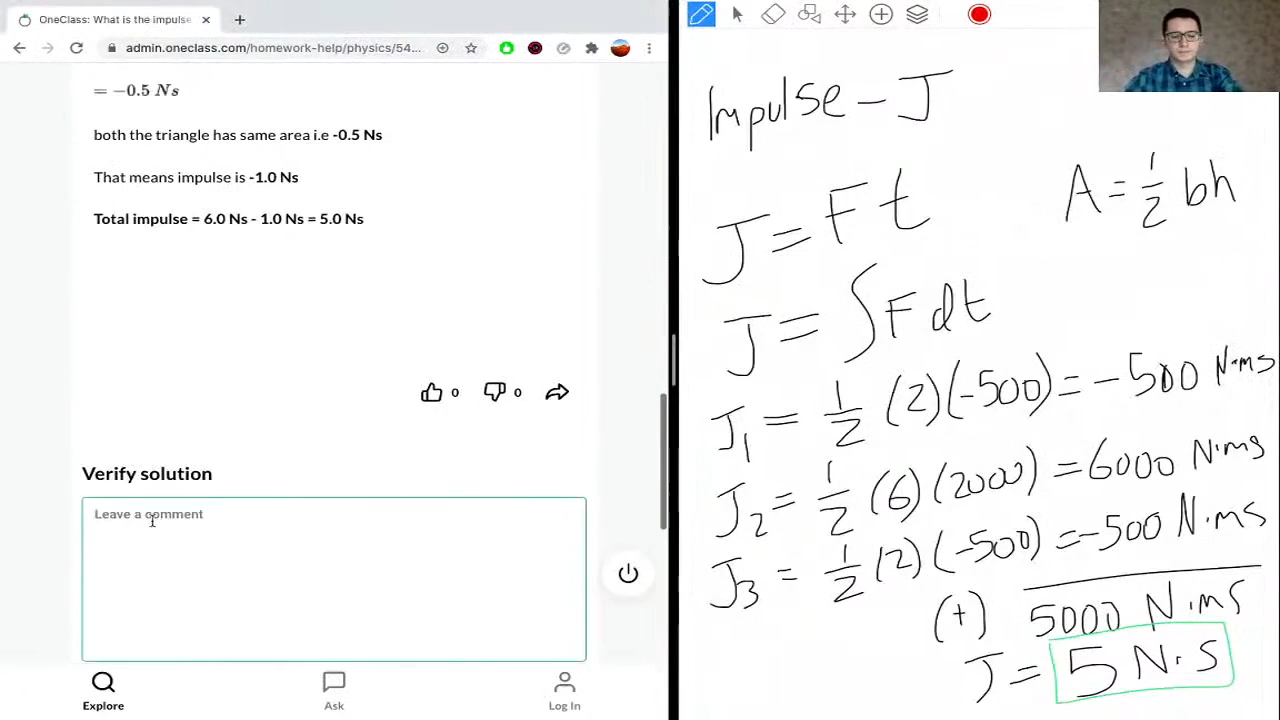 OneClass: What is the impulse
admin.oneclass.com/homework-help/physics/54...
= −0.5 Ns
both the triangle has same area i.e -0.5 Ns
That means impulse is -1.0 Ns
Total impulse = 6.0 Ns - 1.0 Ns = 5.0 Ns
0 0
Verify solution
Leave a comment
Explore Ask Log In
Impulse – J
J = Ft
A = 1/2 bh
J = ∫F dt
J1 = 1/2 (2)(-500) = -500 N·ms
J2 = 1/2 (6)(2000) = 6000 N·ms
J3 = 1/2 (2)(-500) = -500 N·ms
(+) 5000 N·ms
J = 5 N·s